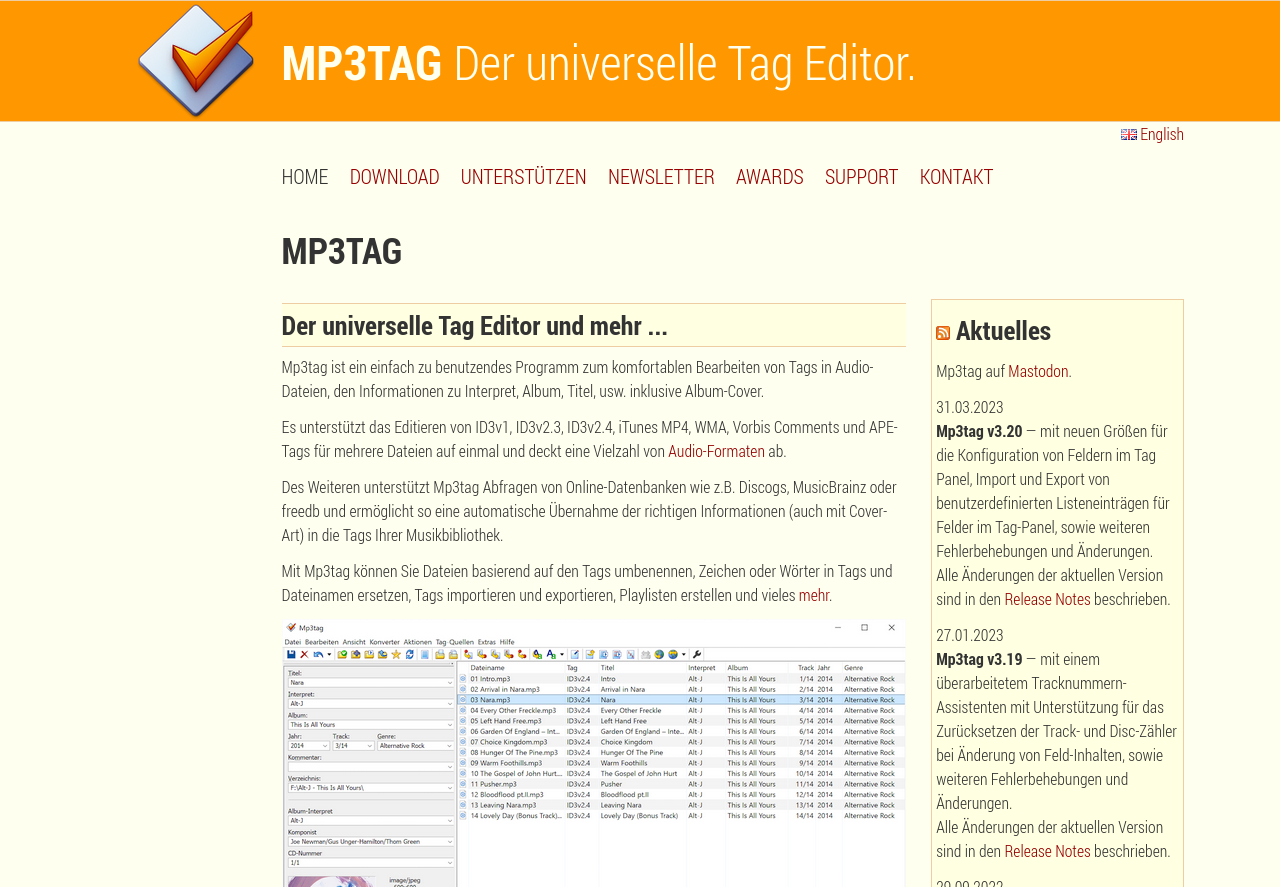 MP3TAG Der universelle Tag Editor.
English
HOME DOWNLOAD UNTERSTÜTZEN NEWSLETTER AWARDS SUPPORT KONTAKT
MP3TAG
Der universelle Tag Editor und mehr ...
Mp3tag ist ein einfach zu benutzendes Programm zum komfortablen Bearbeiten von Tags in Audio-
Dateien, den Informationen zu Interpret, Album, Titel, usw. inklusive Album-Cover.
Es unterstützt das Editieren von ID3v1, ID3v2.3, ID3v2.4, iTunes MP4, WMA, Vorbis Comments und APE-
Tags für mehrere Dateien auf einmal und deckt eine Vielzahl von Audio-Formaten ab.
Des Weiteren unterstützt Mp3tag Abfragen von Online-Datenbanken wie z.B. Discogs, MusicBrainz oder
freedb und ermöglicht so eine automatische Übernahme der richtigen Informationen (auch mit Cover-
Art) in die Tags Ihrer Musikbibliothek.
Mit Mp3tag können Sie Dateien basierend auf den Tags umbenennen, Zeichen oder Wörter in Tags und
Dateinamen ersetzen, Tags importieren und exportieren, Playlisten erstellen und vieles mehr.
Mp3tag
Datei Bearbeiten Ansicht Konverter Aktionen Tag-Quellen Extras Hilfe
Titel:
Nara
Interpret:
Alt-J
Album:
This Is All Yours
Jahr: Track: Genre:
2014 3/14 Alternative Rock
Kommentar:
Verzeichnis:
F:\Alt-J - This Is All Yours\
Album-Interpret
Alt-J
Komponist
Joe Newman/Gus Unger-Hamilton/Thom Green
CD-Nummer
1/1
image/jpeg
Dateiname Tag Titel Interpret Album Track Jahr Genre
01 Intro.mp3 ID3v2.4 Intro Alt-J This Is All Yours 1/14 2014 Alternative Rock
02 Arrival in Nara.mp3 ID3v2.4 Arrival in Nara Alt-J This Is All Yours 2/14 2014 Alternative Rock
03 Nara.mp3 ID3v2.4 Nara Alt-J This Is All Yours 3/14 2014 Alternative Rock
04 Every Other Freckle.mp3 ID3v2.4 Every Other Freckle Alt-J This Is All Yours 4/14 2014 Alternative Rock
05 Left Hand Free.mp3 ID3v2.4 Left Hand Free Alt-J This Is All Yours 5/14 2014 Alternative Rock
06 Garden Of England – Inte... ID3v2.4 Garden Of England – Inte... Alt-J This Is All Yours 6/14 2014 Alternative Rock
07 Choice Kingdom.mp3 ID3v2.4 Choice Kingdom Alt-J This Is All Yours 7/14 2014 Alternative Rock
08 Hunger Of The Pine.mp3 ID3v2.4 Hunger Of The Pine Alt-J This Is All Yours 8/14 2014 Alternative Rock
09 Warm Foothills.mp3 ID3v2.4 Warm Foothills Alt-J This Is All Yours 9/14 2014 Alternative Rock
10 The Gospel of John Hurt... ID3v2.4 The Gospel of John Hurt Alt-J This Is All Yours 10/14 2014 Alternative Rock
11 Pusher.mp3 ID3v2.4 Pusher Alt-J This Is All Yours 11/14 2014 Alternative Rock
12 Bloodflood pt.II.mp3 ID3v2.4 Bloodflood pt.II Alt-J This Is All Yours 12/14 2014 Alternative Rock
13 Leaving Nara.mp3 ID3v2.4 Leaving Nara Alt-J This Is All Yours 13/14 2014 Alternative Rock
14 Lovely Day (Bonus Track)... ID3v2.4 Lovely Day (Bonus Track) Alt-J This Is All Yours 14/14 2014 Alternative Rock
Aktuelles
Mp3tag auf Mastodon.
31.03.2023
Mp3tag v3.20 — mit neuen Größen für
die Konfiguration von Feldern im Tag
Panel, Import und Export von
benutzerdefinierten Listeneinträgen für
Felder im Tag-Panel, sowie weiteren
Fehlerbehebungen und Änderungen.
Alle Änderungen der aktuellen Version
sind in den Release Notes beschrieben.
27.01.2023
Mp3tag v3.19 — mit einem
überarbeitetem Tracknummern-
Assistenten mit Unterstützung für das
Zurücksetzen der Track- und Disc-Zähler
bei Änderung von Feld-Inhalten, sowie
weiteren Fehlerbehebungen und
Änderungen.
Alle Änderungen der aktuellen Version
sind in den Release Notes beschrieben.